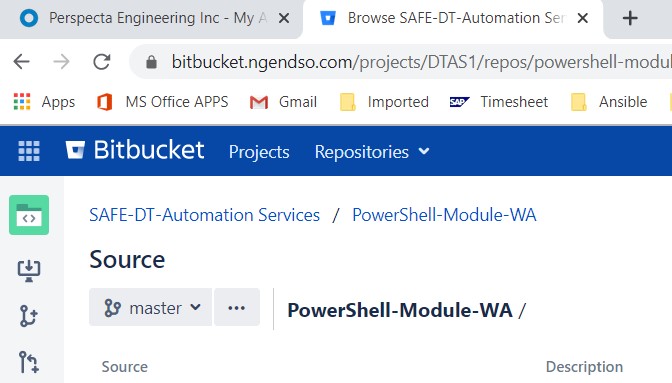 Perspecta Engineering Inc - My A
Browse SAFE-DT-Automation Ser
bitbucket.ngendso.com/projects/DTAS1/repos/powershell-modul
Apps MS Office APPS Gmail Imported SAP Timesheet Ansible
Bitbucket Projects Repositories
SAFE-DT-Automation Services / PowerShell-Module-WA
Source
master ··· PowerShell-Module-WA /
Source Description